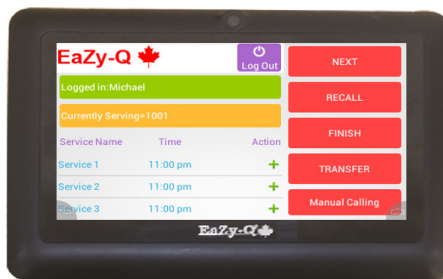 EaZy-Q
Log Out
Logged in:Michael
Currently Serving=1001
Service Name Time Action
Service 1 11:00 pm +
Service 2 11:00 pm +
Service 3 11:00 pm +
NEXT
RECALL
FINISH
TRANSFER
Manual Calling
EaZy-Q